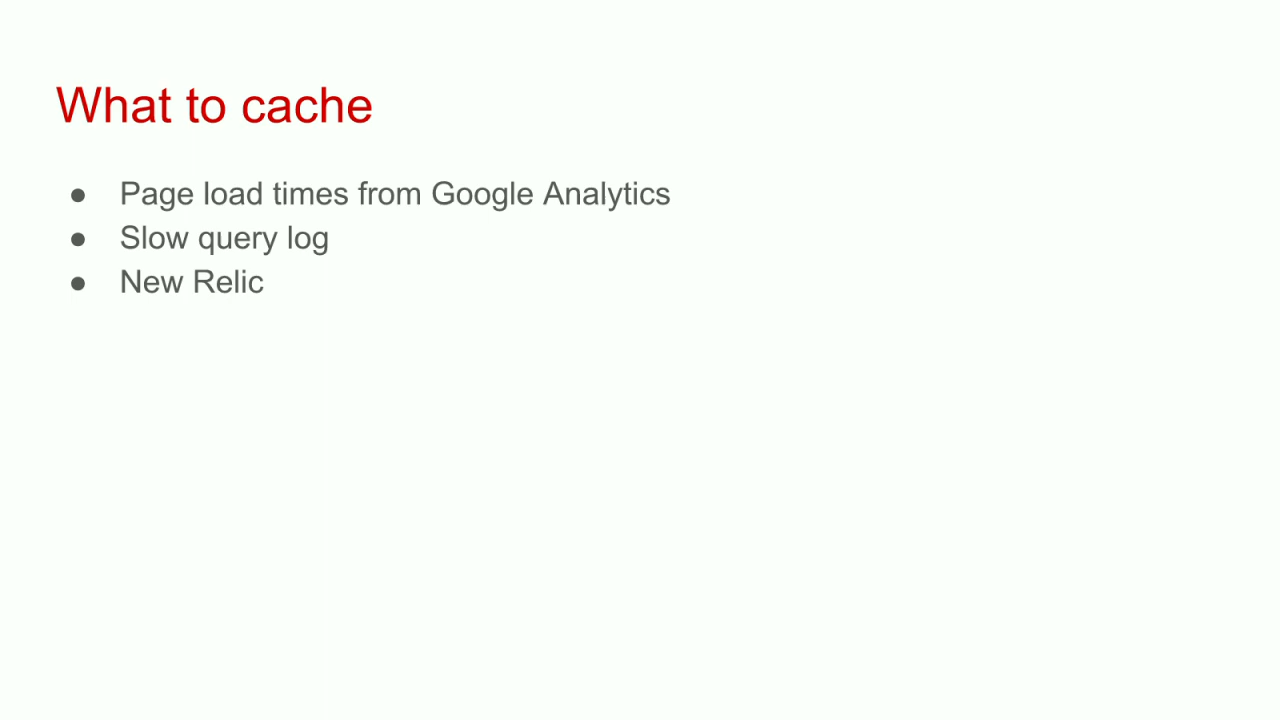 What to cache
● Page load times from Google Analytics
● Slow query log
● New Relic